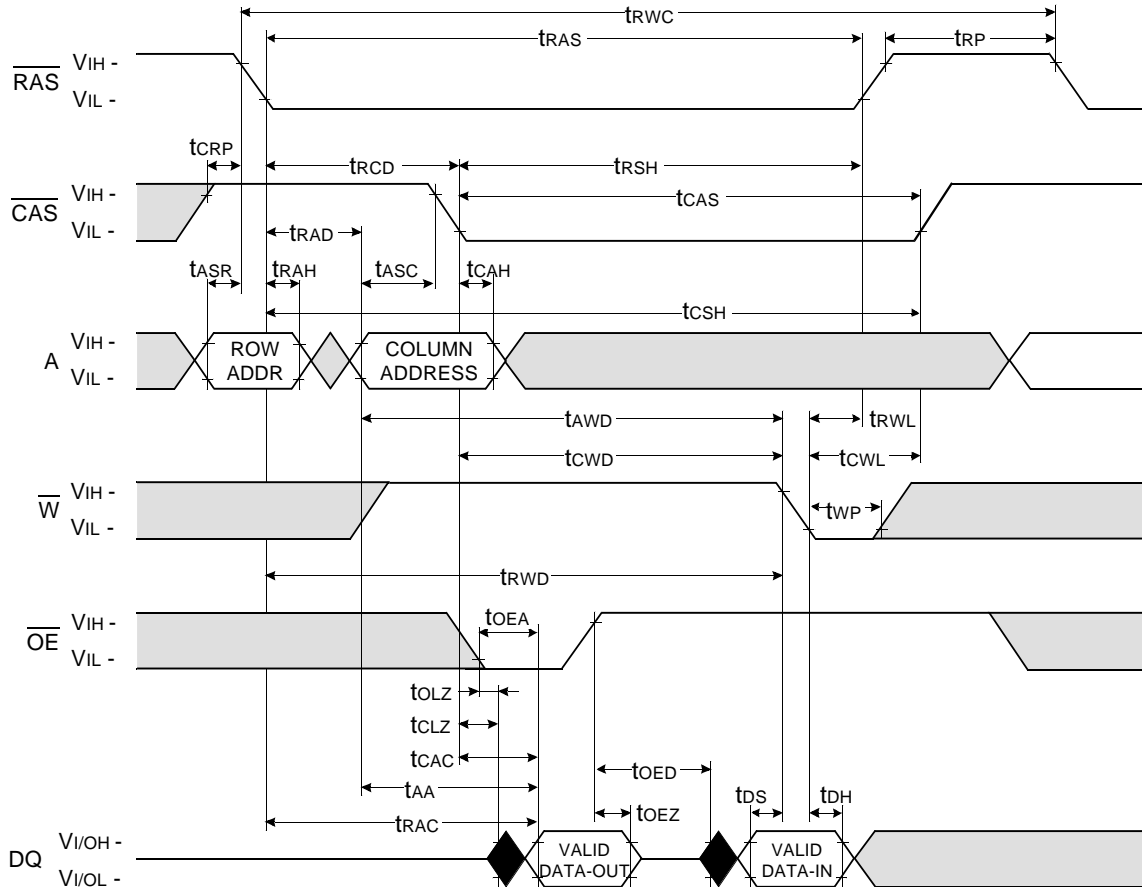 tRWC
tRAS
tRP
RAS
VIH -
VIL -
tCRP
tRCD
tRSH
CAS
VIH -
VIL -
tCAS
tRAD
tASR
tRAH
tASC
tCAH
tCSH
A
VIH -
VIL -
ROW
ADDR
COLUMN
ADDRESS
tAWD
tRWL
tCWD
tCWL
W
VIH -
VIL -
tWP
tRWD
OE
VIH -
VIL -
tOEA
tOLZ
tCLZ
tCAC
tOED
tAA
tDS
tDH
tOEZ
tRAC
DQ
VI/OH -
VI/OL -
VALID
DATA-OUT
VALID
DATA-IN